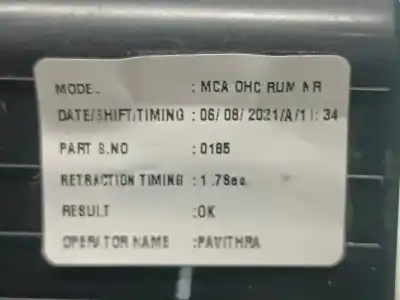 MODEL : MCA OHC RUM NR
DATE/SHIFT/TIMING : 06/08/2021/A/11:34
PART S.NO : 0185
RETRACTION TIMING : 1.7Sec
RESULT :OK
OPERATOR NAME : PAVITHRA